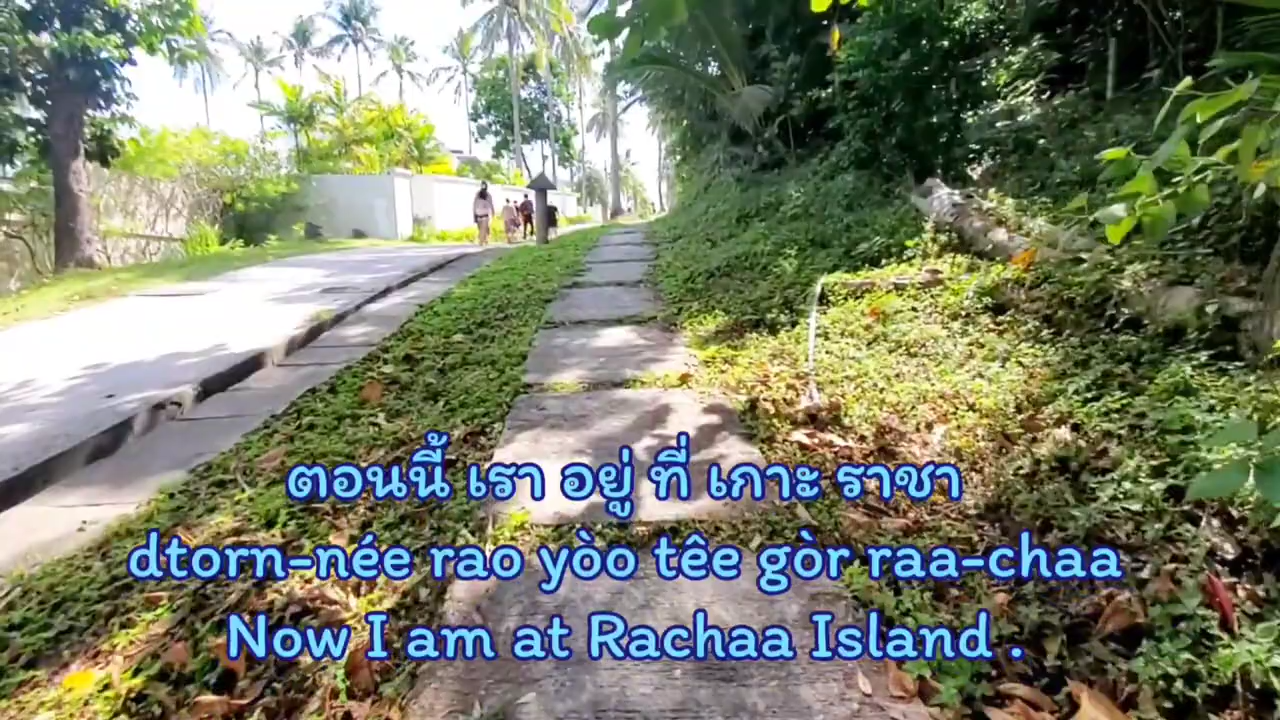 ตอนนี้ เรา อยู่ ที่ เกาะ ราชา
dtorn-née rao yòo têe gòr raa-chaa
Now I am at Rachaa Island .